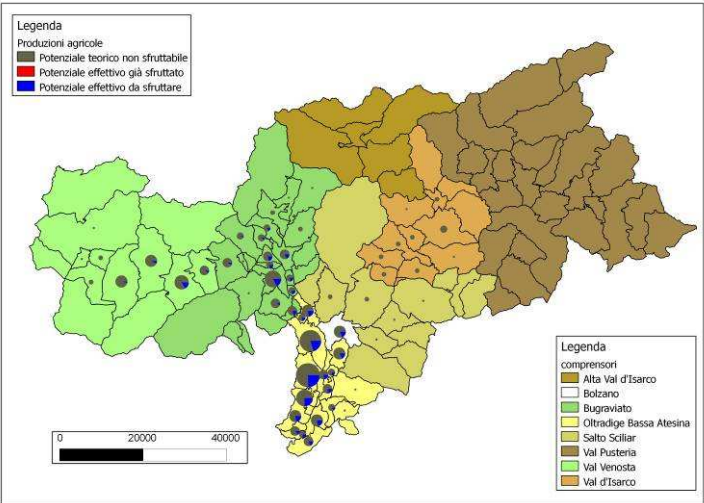 Legenda
Produzioni agricole
Potenziale teorico non sfruttabile
Potenziale effettivo già sfruttato
Potenziale effettivo da sfruttare
Legenda
comprensori
Alta Val d'Isarco
Bolzano
Bugraviato
Oltradige Bassa Atesina
Salto Sciliar
Val Pusteria
Val Venosta
Val d'Isarco
0 20000 40000